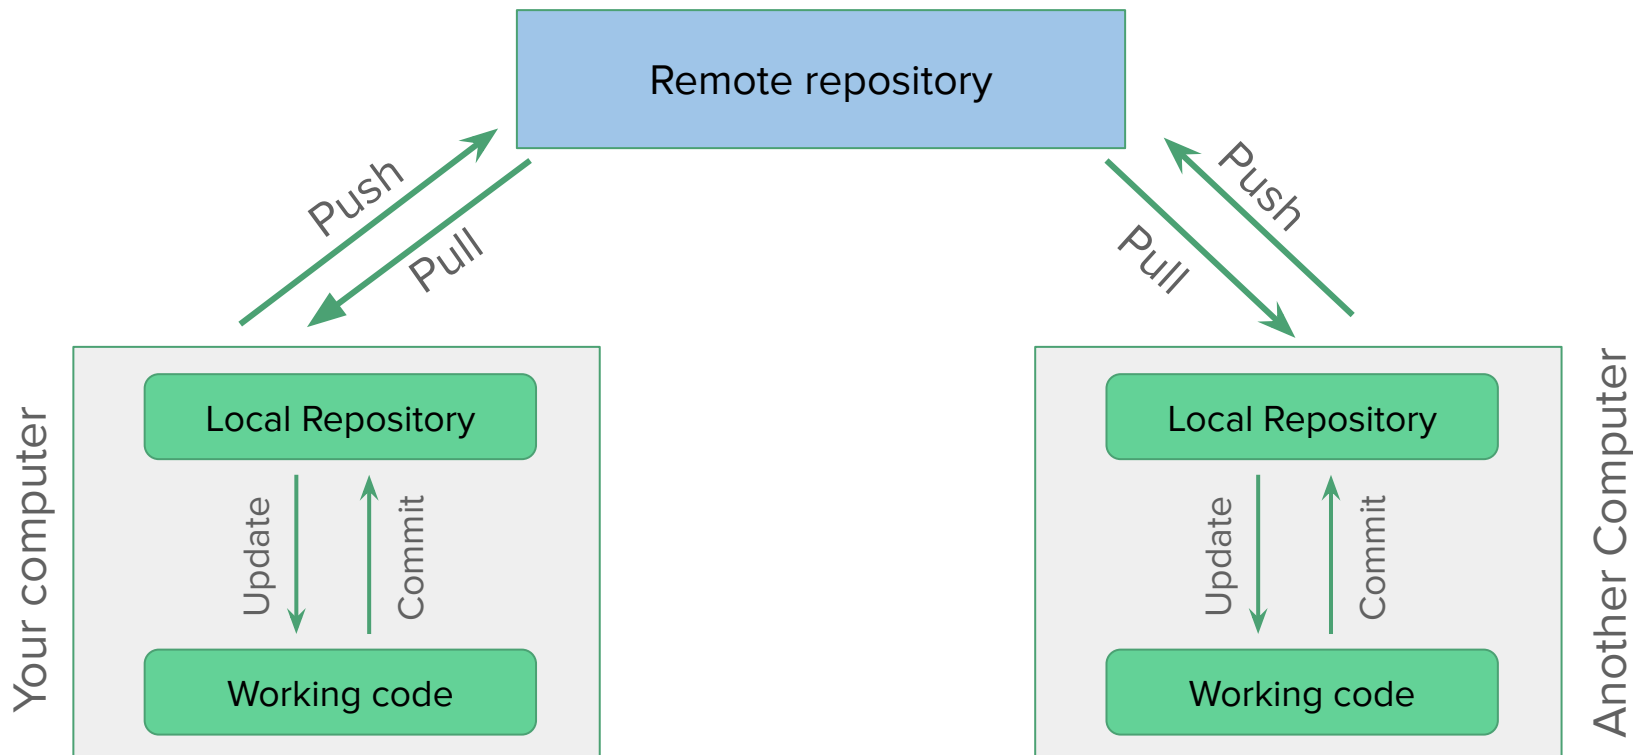 Remote repository
Push
Pull
Push
Pull
Your computer
Local Repository
Update
Commit
Working code
Local Repository
Update
Commit
Working code
Another Computer